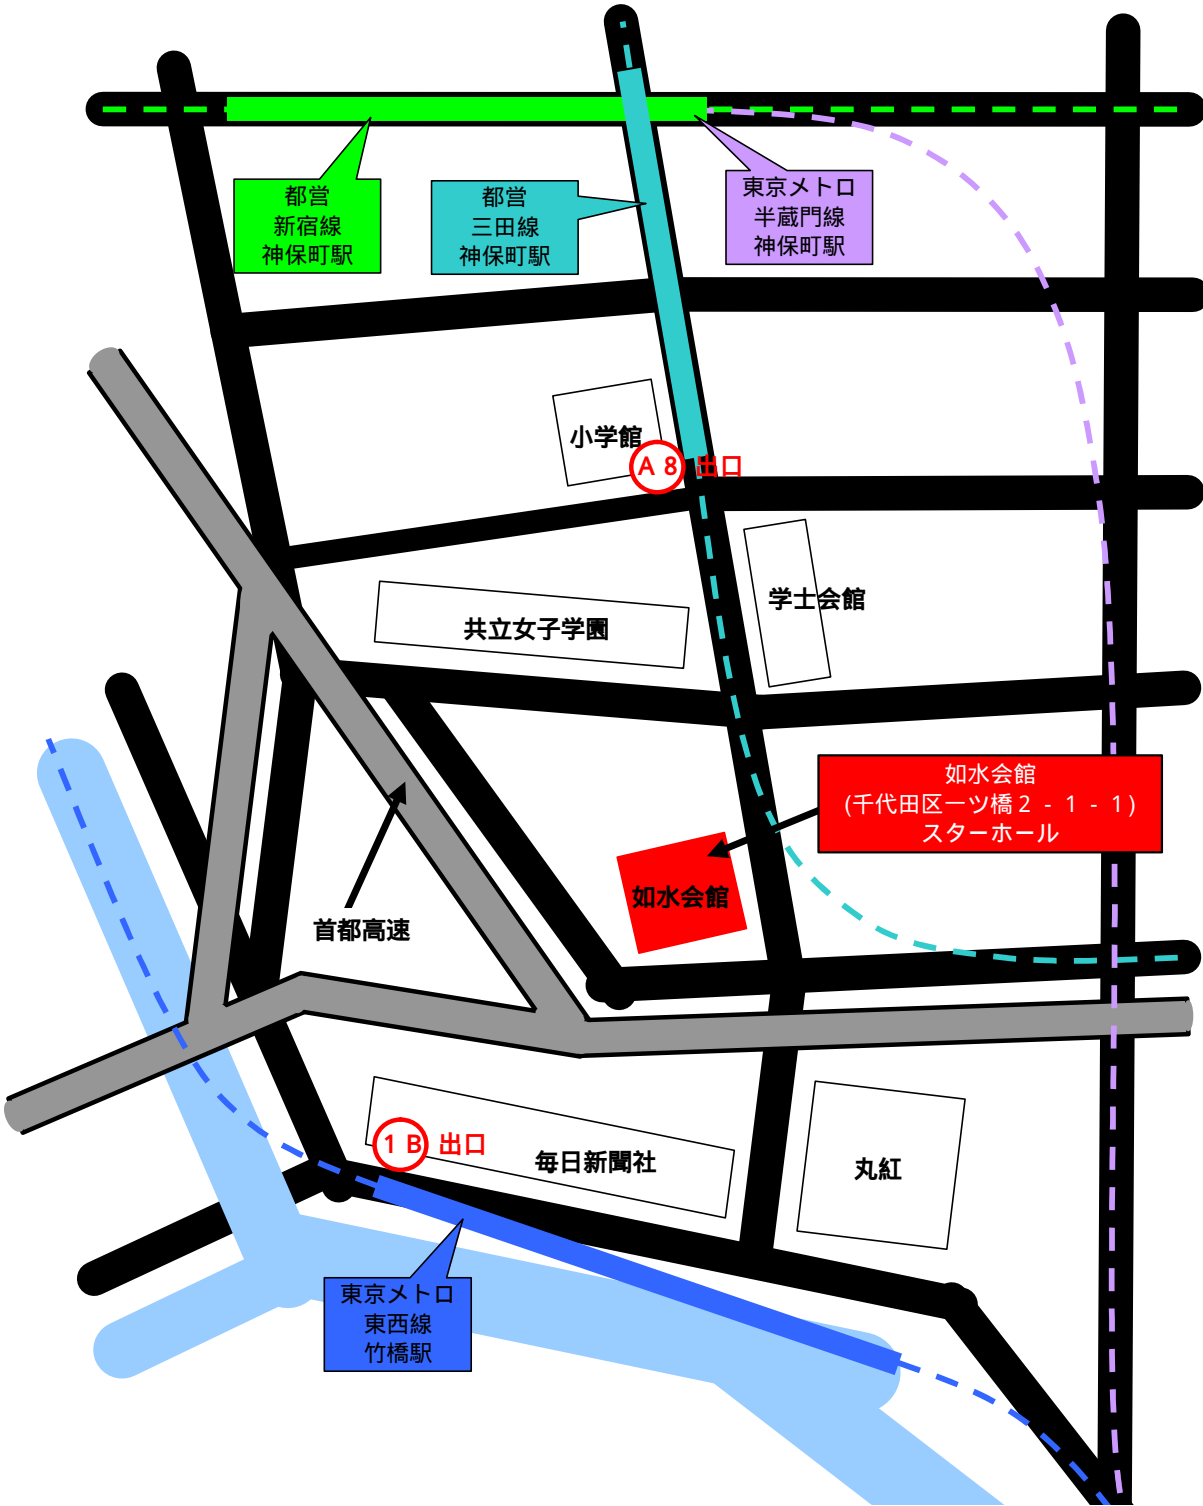 都営
新宿線
神保町駅
都営
三田線
神保町駅
東京メトロ
半蔵門線
神保町駅
小学館
A8 出口
学士会館
共立女子学園
如水会館
(千代田区一ツ橋2-1-1)
スターホール
如水会館
首都高速
1B 出口
毎日新聞社
丸紅
東京メトロ
東西線
竹橋駅